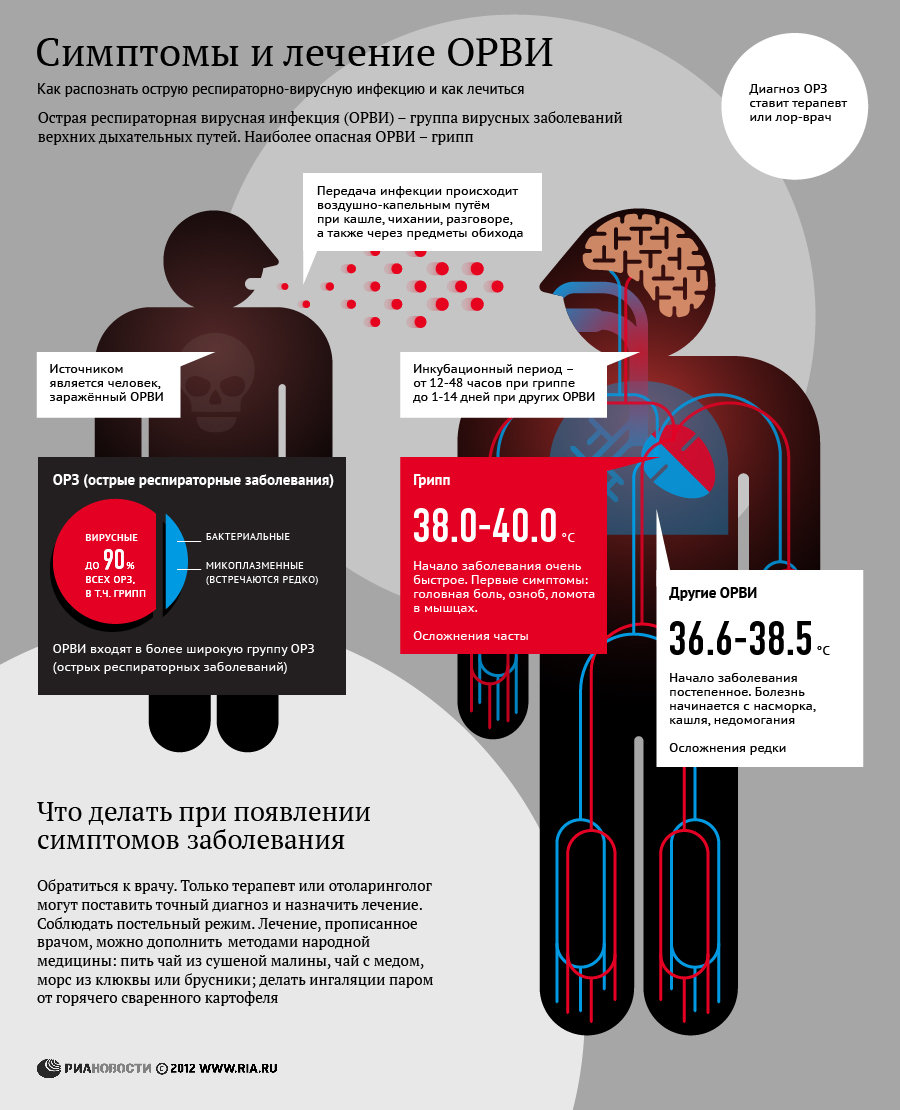 Симптомы и лечение ОРВИ
Как распознать острую респираторно-вирусную инфекцию и как лечиться
Острая респираторная вирусная инфекция (ОРВИ) – группа вирусных заболеваний
верхних дыхательных путей. Наиболее опасная ОРВИ – грипп
Диагноз ОРЗ
ставит терапевт
или лор-врач
Передача инфекции происходит
воздушно-капельным путём
при кашле, чихании, разговоре,
а также через предметы обихода
Источником
является человек,
заражённый ОРВИ
Инкубационный период –
от 12-48 часов при гриппе
до 1-14 дней при других ОРВИ
ОРЗ (острые респираторные заболевания)
ВИРУСНЫЕ
ДО 90%
ВСЕХ ОРЗ,
В Т.Ч. ГРИПП
БАКТЕРИАЛЬНЫЕ
МИКОПЛАЗМЕННЫЕ
(ВСТРЕЧАЮТСЯ РЕДКО)
ОРВИ входят в более широкую группу ОРЗ
(острых респираторных заболеваний)
Грипп
38.0-40.0 °C
Начало заболевания очень
быстрое. Первые симптомы:
головная боль, озноб, ломота
в мышцах.
Осложнения часты
Другие ОРВИ
36.6-38.5 °C
Начало заболевания
постепенное. Болезнь
начинается с насморка,
кашля, недомогания
Осложнения редки
Что делать при появлении
симптомов заболевания
Обратиться к врачу. Только терапевт или отоларинголог
могут поставить точный диагноз и назначить лечение.
Соблюдать постельный режим. Лечение, прописанное
врачом, можно дополнить методами народной
медицины: пить чай из сушеной малины, чай с медом,
морс из клюквы или брусники; делать ингаляции паром
от горячего сваренного картофеля
РИАНОВОСТИ © 2012 WWW.RIA.RU